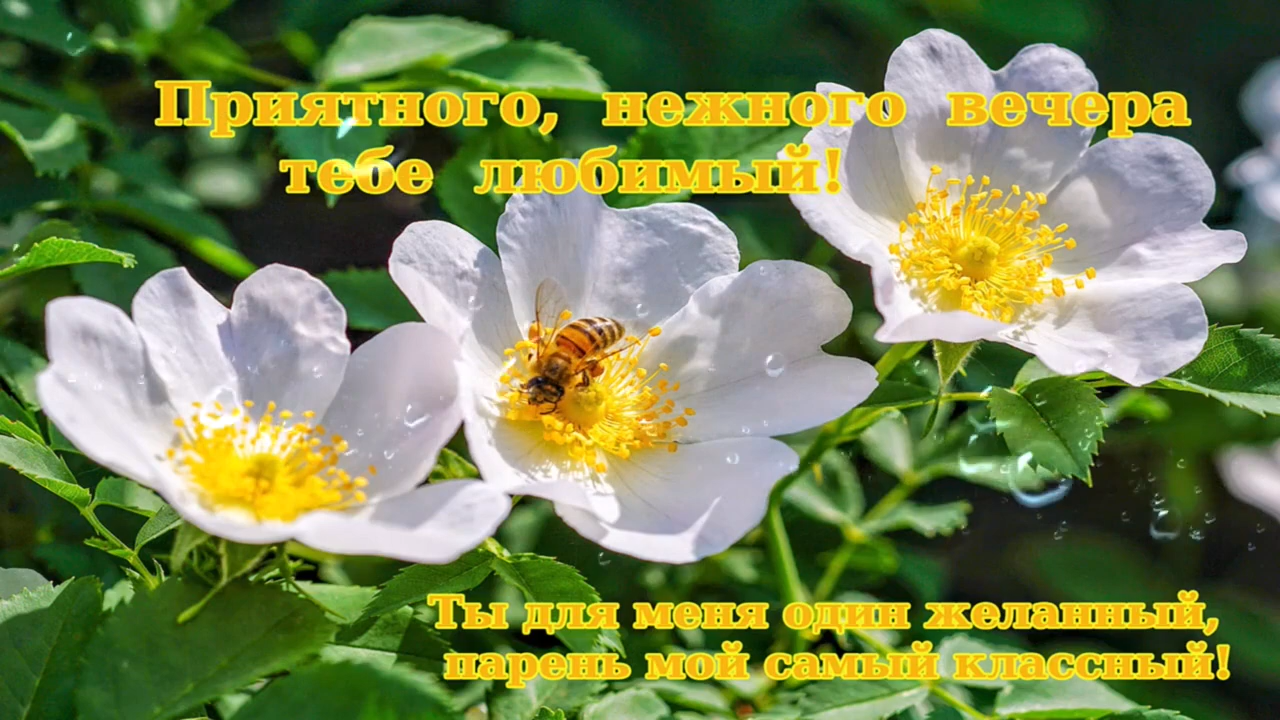 Приятного, нежного вечера
тебе любимый!
Ты для меня один желанный,
парень мой самый классный!